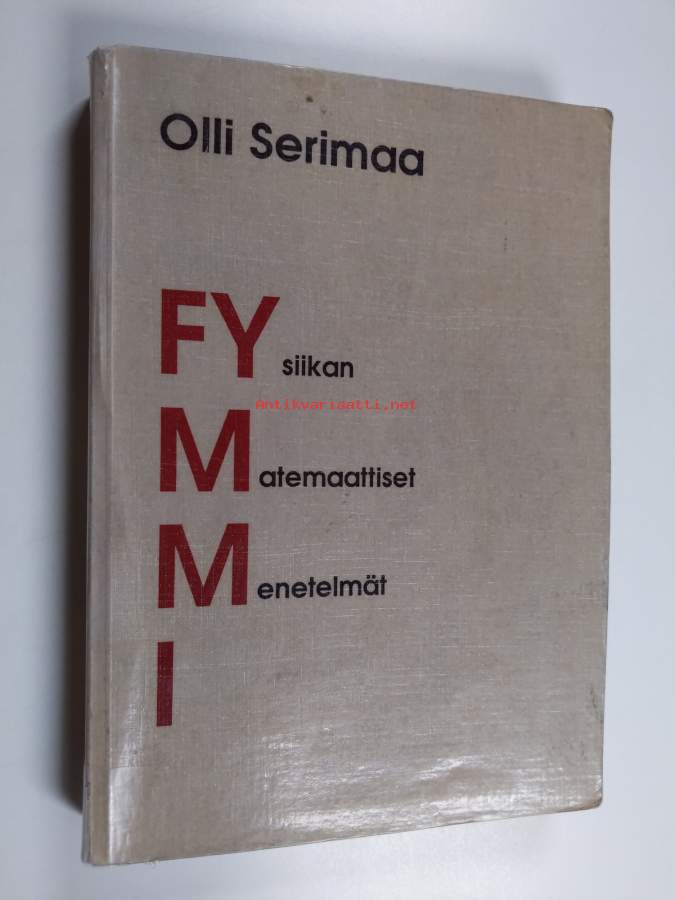 Olli Serimaa
FYsiikan
Antikvariaatti.net
Matemaattiset
Menetelmät
I